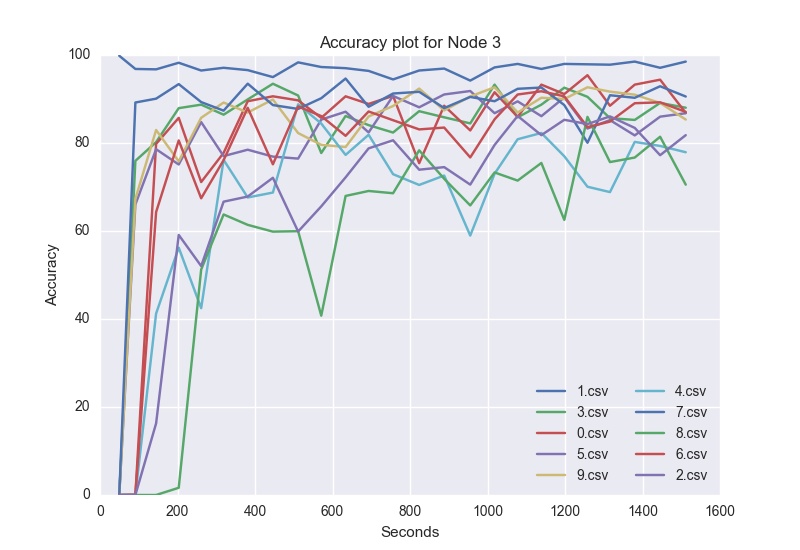 Accuracy plot for Node 3
100
80
60
40
20
0
Accuracy
0 200 400 600 800 1000 1200 1400 1600
Seconds
1.csv 4.csv
3.csv 7.csv
0.csv 8.csv
5.csv 6.csv
9.csv 2.csv